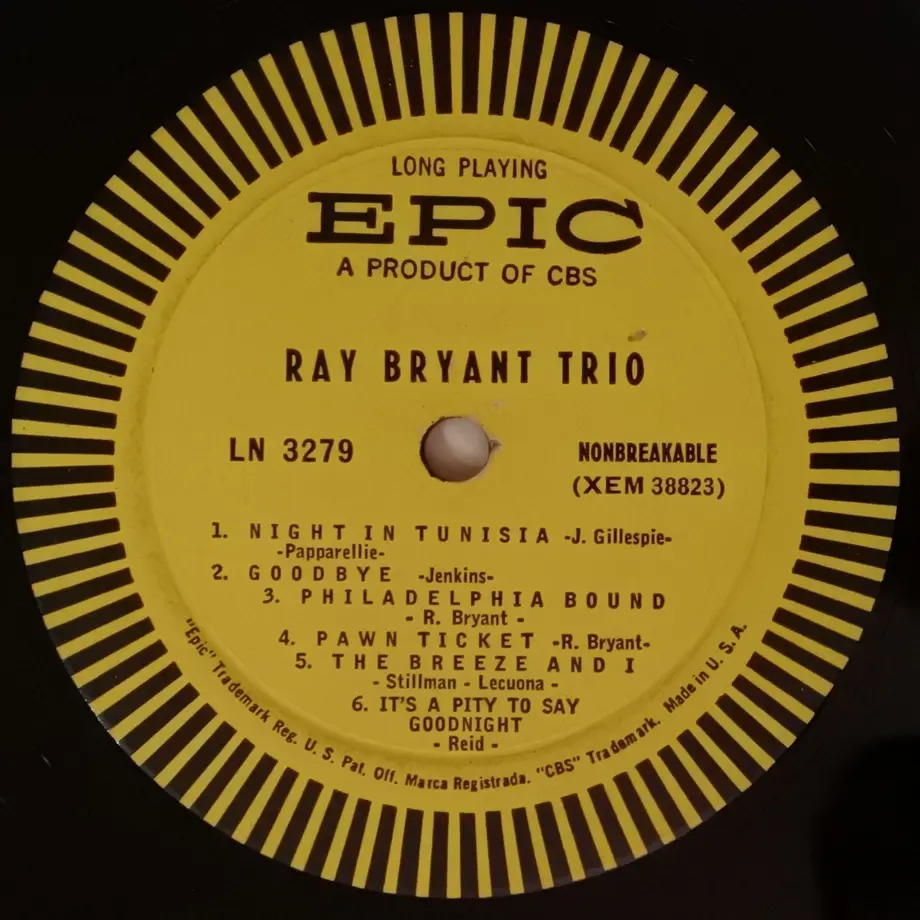 LONG PLAYING
EPIC
A PRODUCT OF CBS
RAY BRYANT TRIO
LN 3279
NONBREAKABLE
(XEM 38823)
1. NIGHT IN TUNISIA -J. Gillespie-
-Papparellie-
2. GOODBYE -Jenkins-
3. PHILADELPHIA BOUND
- R. Bryant -
4. PAWN TICKET -R. Bryant-
5. THE BREEZE AND I
- Stillman - Lecuona -
6. IT'S A PITY TO SAY
GOODNIGHT
- Reid -
"Epic" Trademark Reg. U. S. Pat. Off. Marca Registrada. "CBS" Trademark. Made in U. S. A.